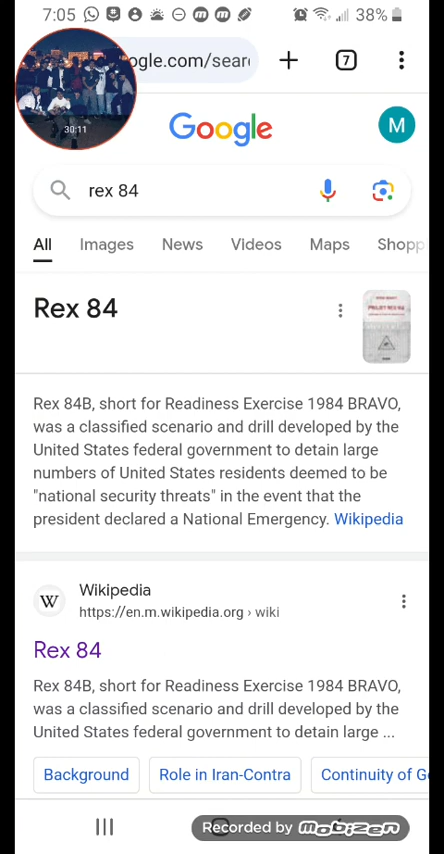 7:05
38%
ogle.com/sear
7
30:11
Google
M
rex 84
All Images News Videos Maps Shopp
Rex 84
Rex 84B, short for Readiness Exercise 1984 BRAVO,
was a classified scenario and drill developed by the
United States federal government to detain large
numbers of United States residents deemed to be
"national security threats" in the event that the
president declared a National Emergency. Wikipedia
W
Wikipedia
https://en.m.wikipedia.org › wiki
Rex 84
Rex 84B, short for Readiness Exercise 1984 BRAVO,
was a classified scenario and drill developed by the
United States federal government to detain large ...
Background Role in Iran-Contra Continuity of G
Recorded by Mobizen